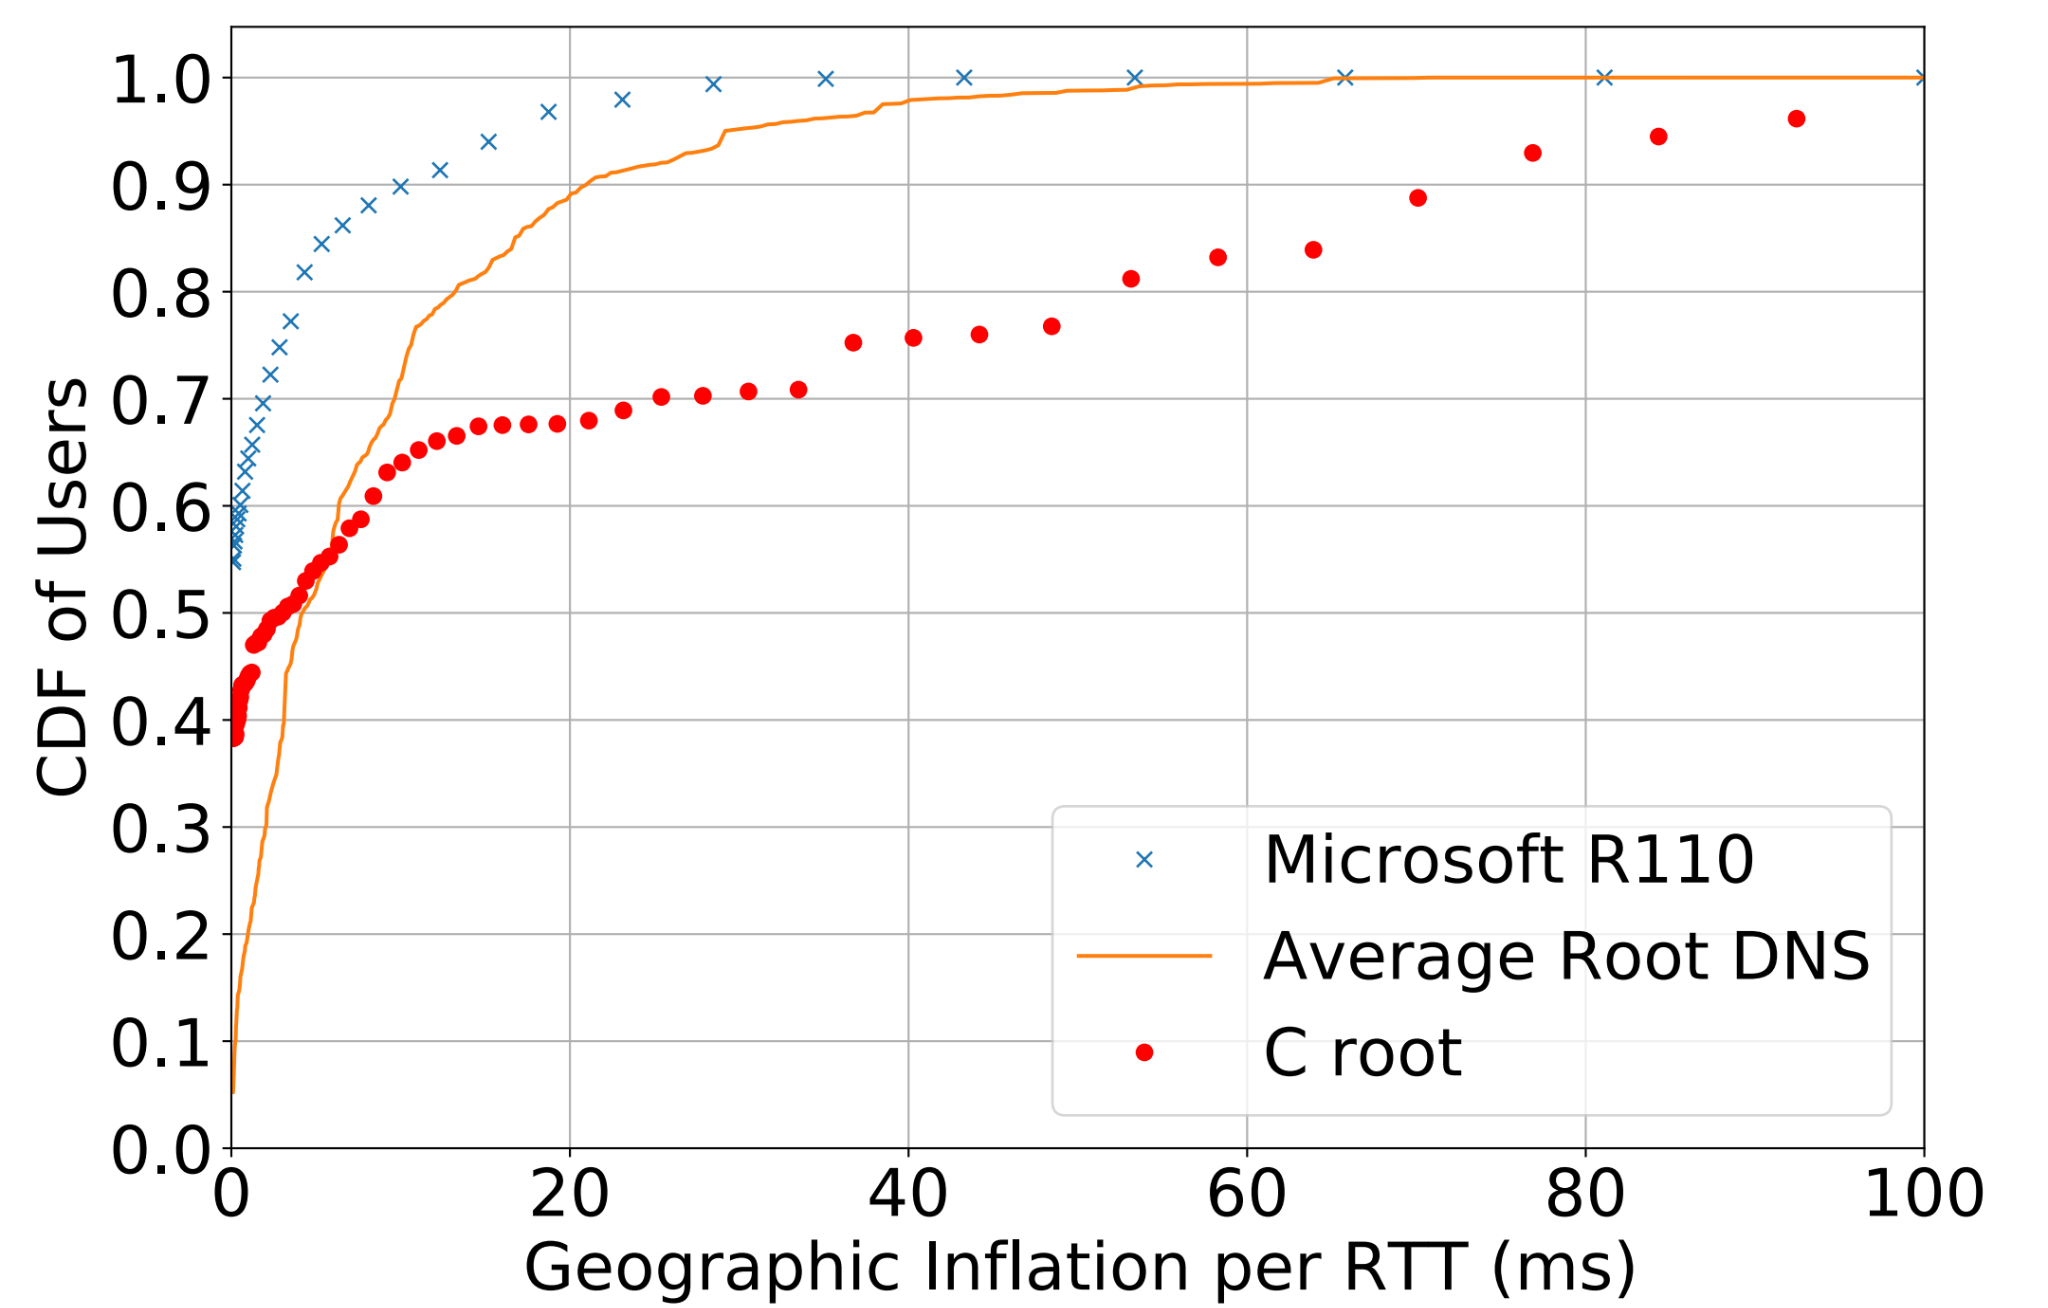 1.0
0.9
0.8
0.7
0.6
0.5
0.4
0.3
0.2
0.1
0.0
CDF of Users
Microsoft R110
Average Root DNS
C root
0 20 40 60 80 100
Geographic Inflation per RTT (ms)